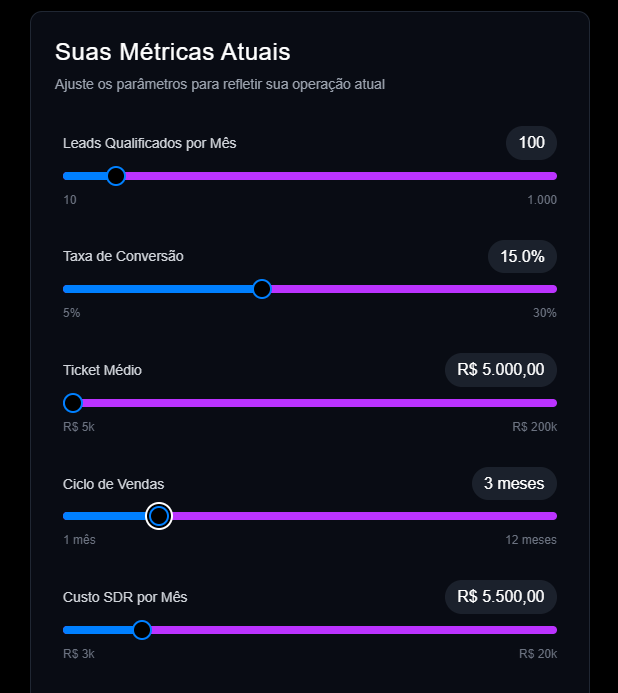 Suas Métricas Atuais
Ajuste os parâmetros para refletir sua operação atual
Leads Qualificados por Mês 100
10 1.000
Taxa de Conversão 15.0%
5% 30%
Ticket Médio R$ 5.000,00
R$ 5k R$ 200k
Ciclo de Vendas 3 meses
1 mês 12 meses
Custo SDR por Mês R$ 5.500,00
R$ 3k R$ 20k